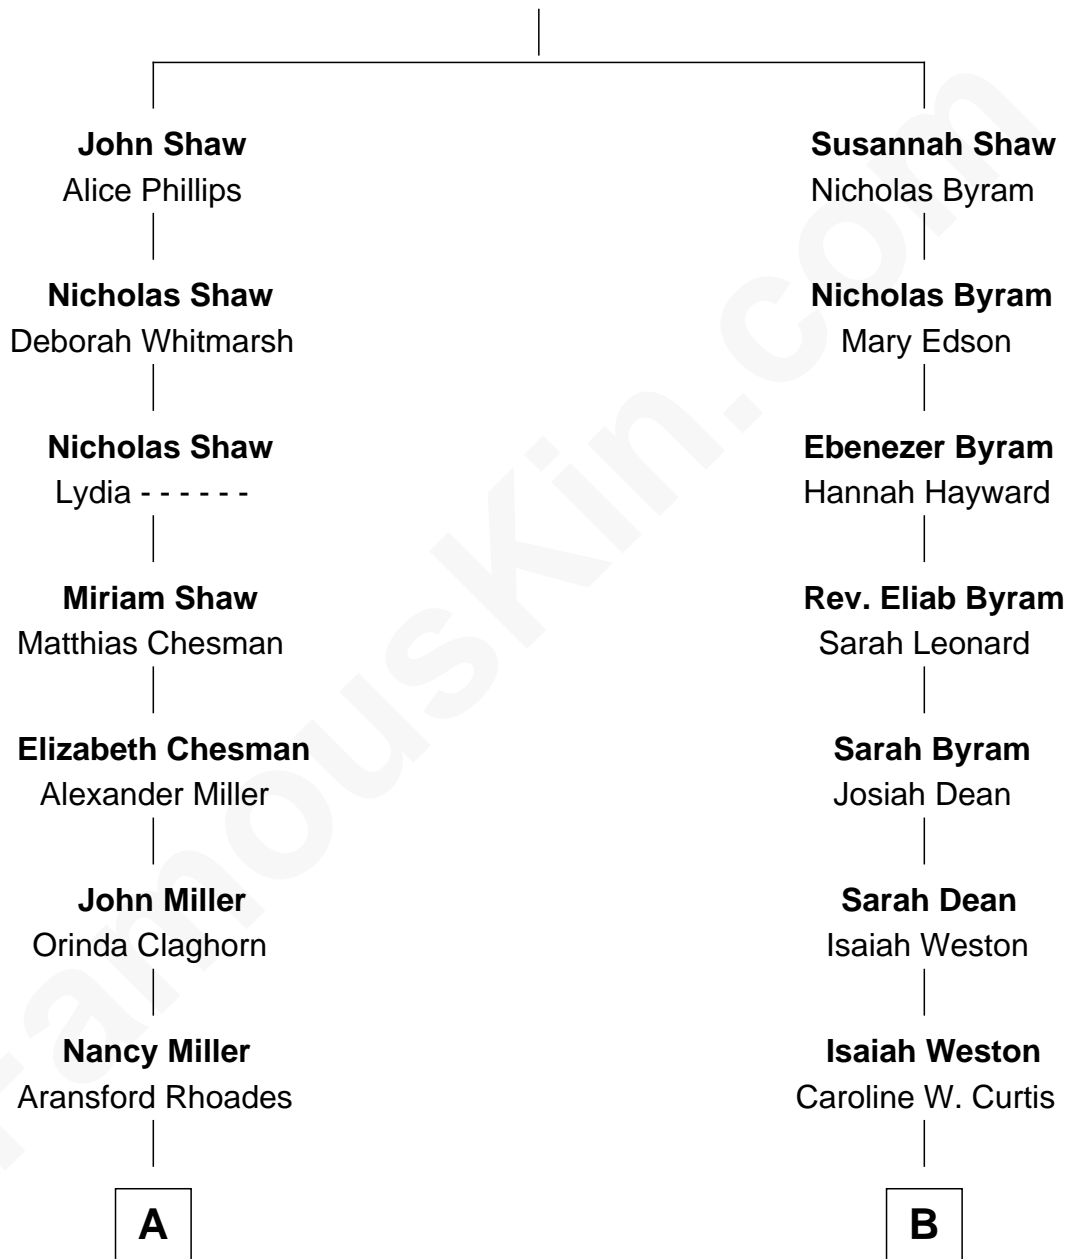 John Shaw
Alice Phillips
Nicholas Shaw
Deborah Whitmarsh
Nicholas Shaw
Lydia - - - - - -
Miriam Shaw
Matthias Chesman
Elizabeth Chesman
Alexander Miller
John Miller
Orinda Claghorn
Nancy Miller
Aransford Rhoades
A
Susannah Shaw
Nicholas Byram
Nicholas Byram
Mary Edson
Ebenezer Byram
Hannah Hayward
Rev. Eliab Byram
Sarah Leonard
Sarah Byram
Josiah Dean
Sarah Dean
Isaiah Weston
Isaiah Weston
Caroline W. Curtis
B
FamousKin.com